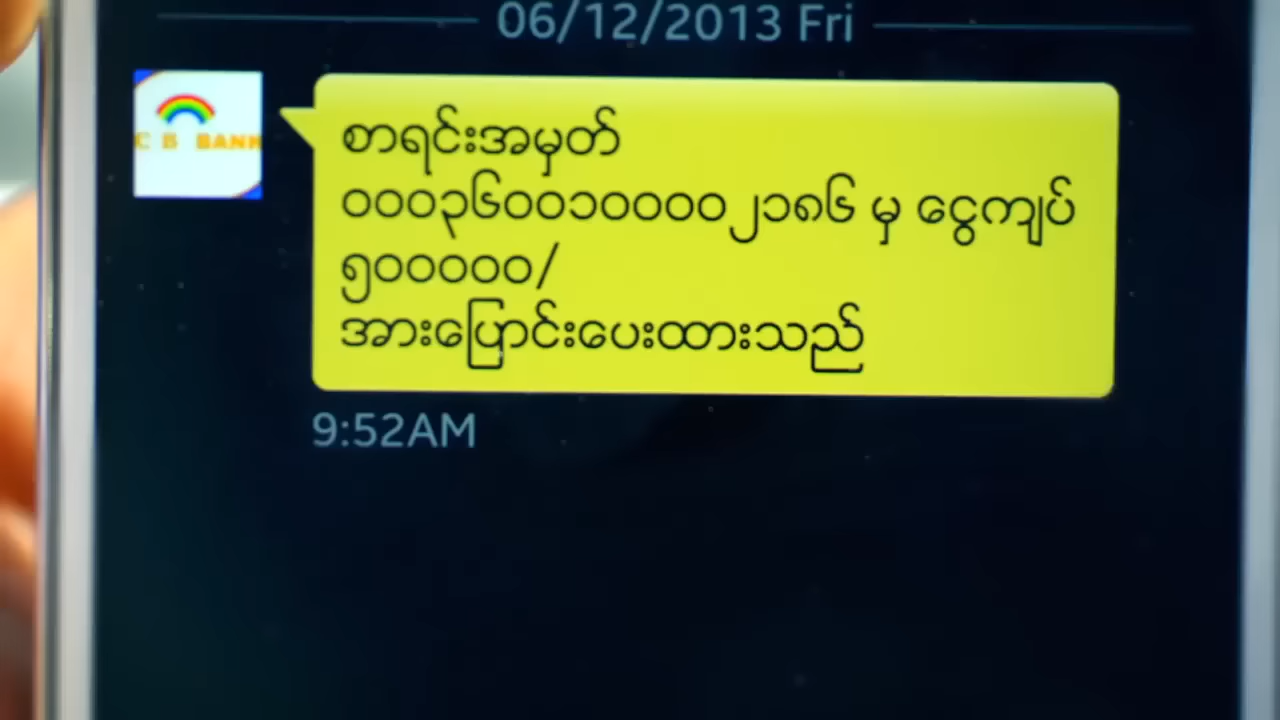 06/12/2013 Fri
C B BANK
စာရင်းအမှတ်
၀၀၀၃၆၀၀၁၀၀၀၀၂၁၈၆ မှ ငွေကျပ်
၅၀၀၀၀၀/
အားပြောင်းပေးထားသည်
9:52AM